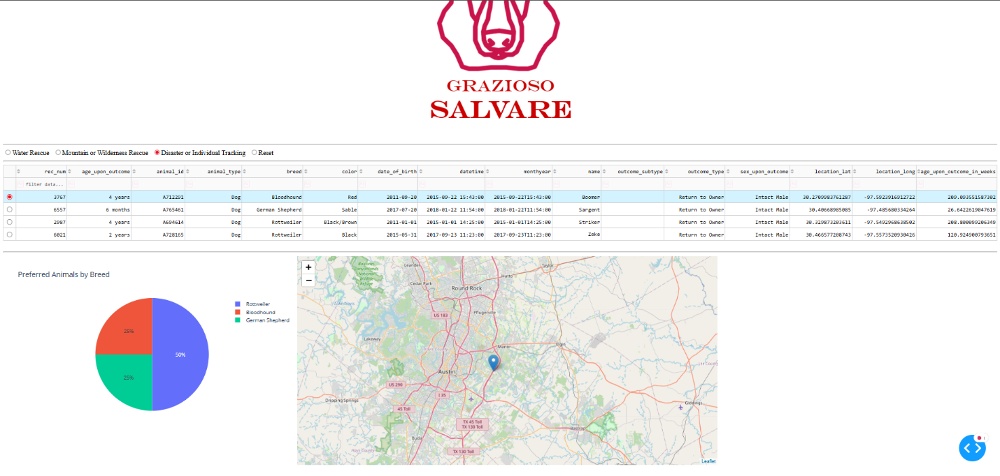 GRAZIOSO
SALVARE
Water Rescue Mountain or Wilderness Rescue Disaster or Individual Tracking Reset
rec_num age_upon_outcome animal_id animal_type breed color date_of_birth datetime monthyear name outcome_subtype outcome_type sex_upon_outcome location_lat location_long age_upon_outcome_in_weeks
filter data...
3767 4 years A712291 Dog Bloodhound Red 2011-09-20 2015-09-22 15:43:00 2015-09-22T15:43:00 Boomer Return to Owner Intact Male 30.2709983761287 -97.5923916912722 209.093551587302
6557 6 months A765461 Dog German Shepherd Sable 2017-07-20 2018-01-22 11:54:00 2018-01-22T11:54:00 Sargent Return to Owner Intact Male 30.40668985085 -97.485680334264 26.6422619047619
2987 4 years A694614 Dog Rottweiler Black/Brown 2011-01-01 2015-01-01 14:25:00 2015-01-01T14:25:00 Striker Return to Owner Intact Male 30.329873203611 -97.5492968638502 208.800099206349
6021 2 years A728165 Dog Rottweiler Black 2015-05-31 2017-09-23 11:23:00 2017-09-23T11:23:00 Zeke Return to Owner Intact Male 30.466577208743 -97.5573520930426 120.924900793651
Preferred Animals by Breed
25%
50%
25%
Rottweiler
Bloodhound
German Shepherd
+
−
Leander
Taylor
Balcones
Canyonlands
National
Wildlife
Refuge
Hutto
Cedar Park
Round Rock
Pflugerville
US 183
Lakeway
Manor
Elgin
Travis County
Lee County
Austin
US 290
I 35
Dripping Springs
Giddings
45 Toll
TX 45 Toll
TX 130 Toll
Bastrop
Buda
Hays County
TX 130 Toll
Leaflet